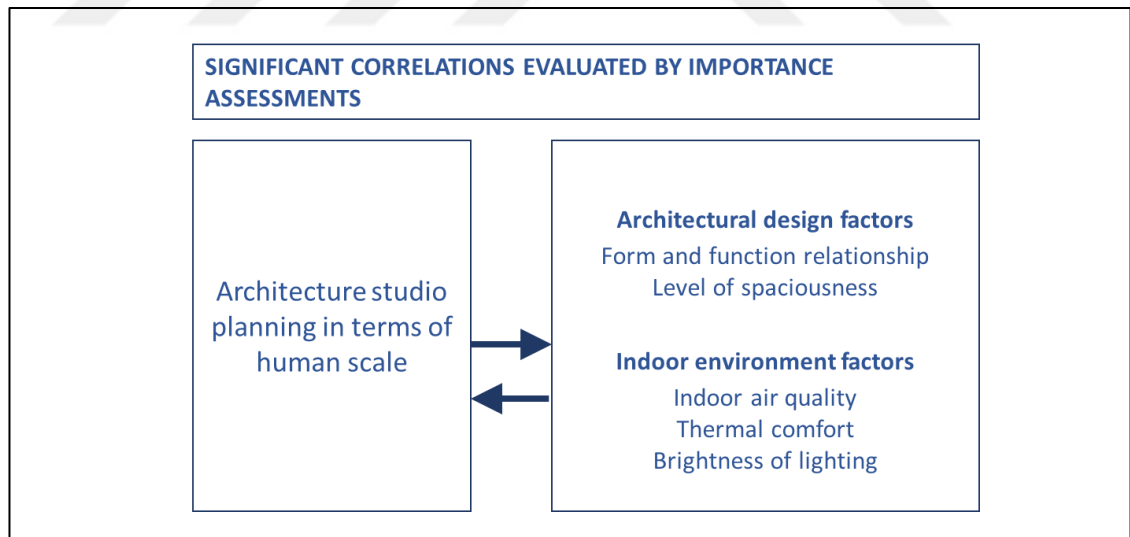 SIGNIFICANT CORRELATIONS EVALUATED BY IMPORTANCE
ASSESSMENTS
Architecture studio
planning in terms of
human scale
Architectural design factors
Form and function relationship
Level of spaciousness
Indoor environment factors
Indoor air quality
Thermal comfort
Brightness of lighting